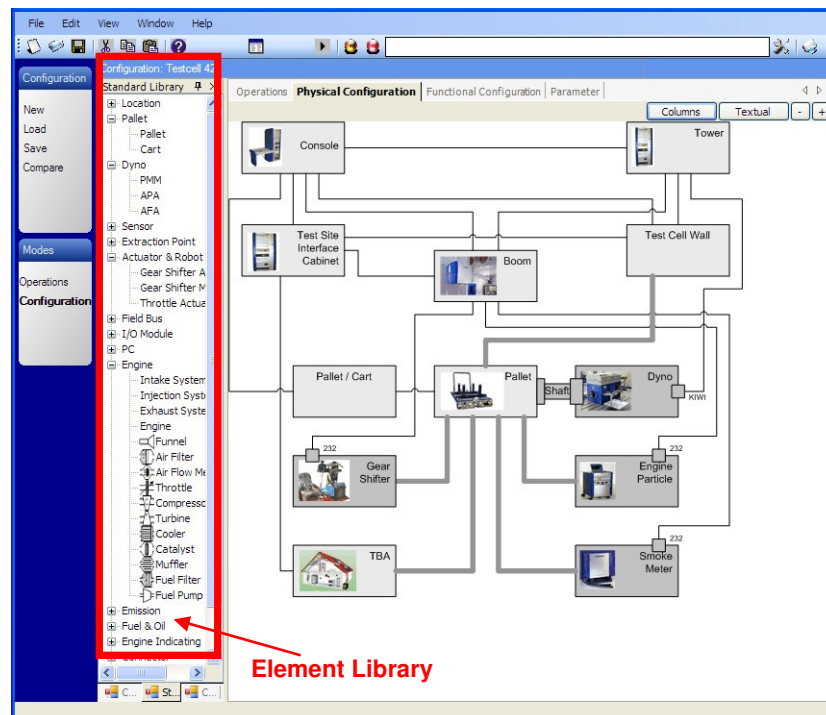 File Edit View Window Help
Configuration: Testcell 42
Configuration
New
Load
Save
Compare
Modes
Operations
Configuration
Standard Library
Location
Pallet
Pallet
Cart
Dyno
PMM
APA
AFA
Sensor
Extraction Point
Actuator & Robot
Gear Shifter A
Gear Shifter M
Throttle Actua
Field Bus
I/O Module
PC
Engine
Intake System
Injection Syst
Exhaust Syste
Engine
Funnel
Air Filter
Air Flow Me
Throttle
Compresso
Turbine
Cooler
Catalyst
Muffler
Fuel Filter
Fuel Pump
Emission
Fuel & Oil
Engine Indicating
C... St... C...
Operations Physical Configuration Functional Configuration Parameter
Columns Textual - +
Console
Tower
Test Site
Interface
Cabinet
Boom
Test Cell Wall
Pallet / Cart
Pallet
Shaft
Dyno
KIWI
232
Gear
Shifter
232
Engine
Particle
TBA
232
Smoke
Meter
Element Library